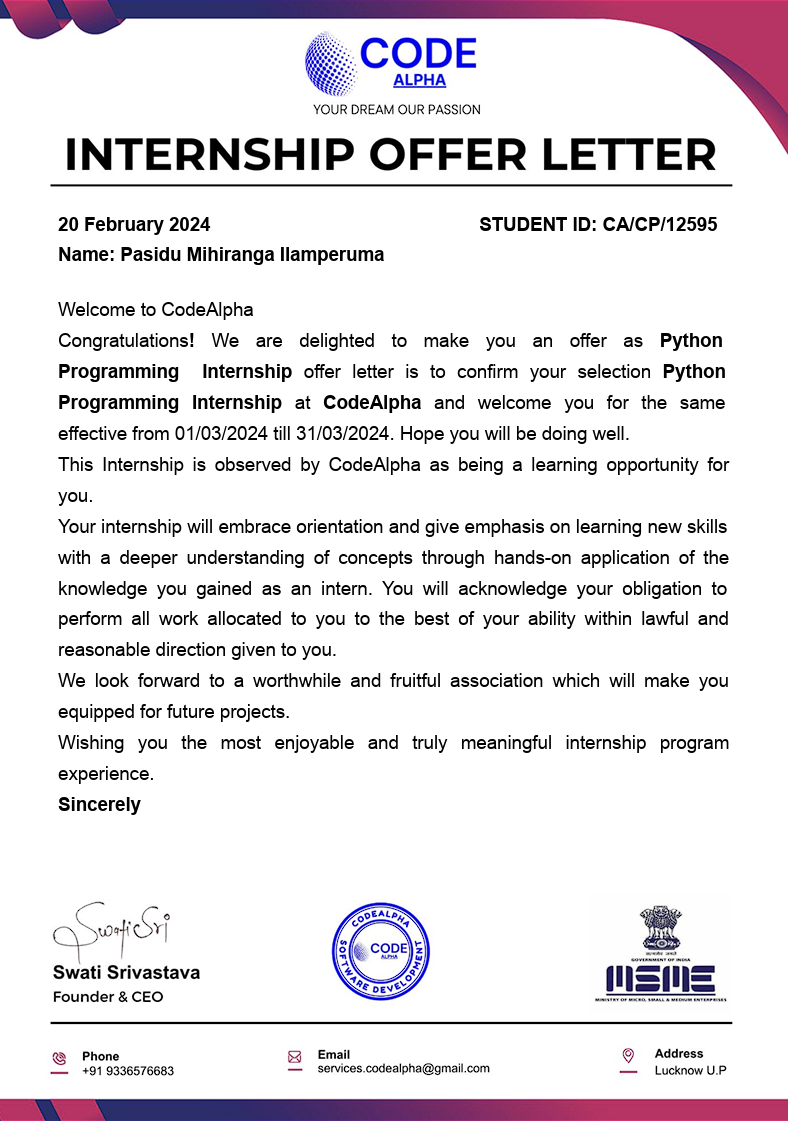 CODE
ALPHA
YOUR DREAM OUR PASSION
INTERNSHIP OFFER LETTER
20 February 2024 STUDENT ID: CA/CP/12595
Name: Pasidu Mihiranga Ilamperuma
Welcome to CodeAlpha
Congratulations! We are delighted to make you an offer as Python
Programming Internship offer letter is to confirm your selection Python
Programming Internship at CodeAlpha and welcome you for the same
effective from 01/03/2024 till 31/03/2024. Hope you will be doing well.
This Internship is observed by CodeAlpha as being a learning opportunity for
you.
Your internship will embrace orientation and give emphasis on learning new skills
with a deeper understanding of concepts through hands-on application of the
knowledge you gained as an intern. You will acknowledge your obligation to
perform all work allocated to you to the best of your ability within lawful and
reasonable direction given to you.
We look forward to a worthwhile and fruitful association which will make you
equipped for future projects.
Wishing you the most enjoyable and truly meaningful internship program
experience.
Sincerely
Swati Sri
Swati Srivastava
Founder & CEO
CODEALPHA
CODE
ALPHA
SOFTWARE DEVELOPMENT
सत्यमेव जयते
GOVERNMENT OF INDIA
MSME
MINISTRY OF MICRO, SMALL & MEDIUM ENTERPRISES
Phone
+91 9336576683
Email
services.codealpha@gmail.com
Address
Lucknow U.P